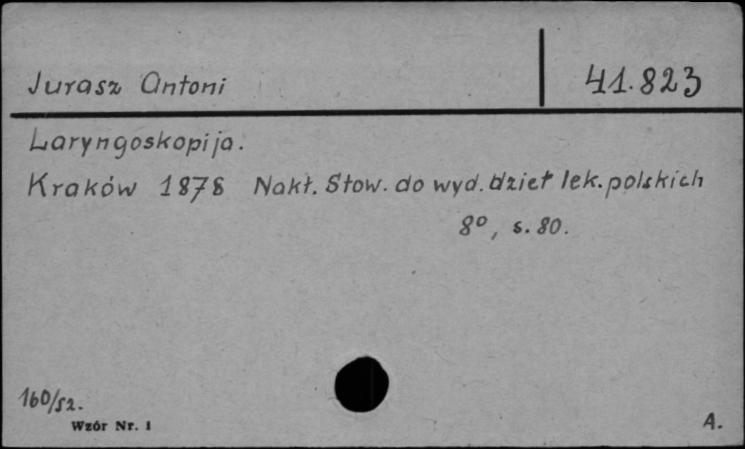 Jurasz Antoni
41.823
Laryngoskopija.
Kraków 1878 Nakł. Stow. do wyd. dzieł lek. polskich
8°, s. 80.
160/52.
Wzór Nr. 1
A.